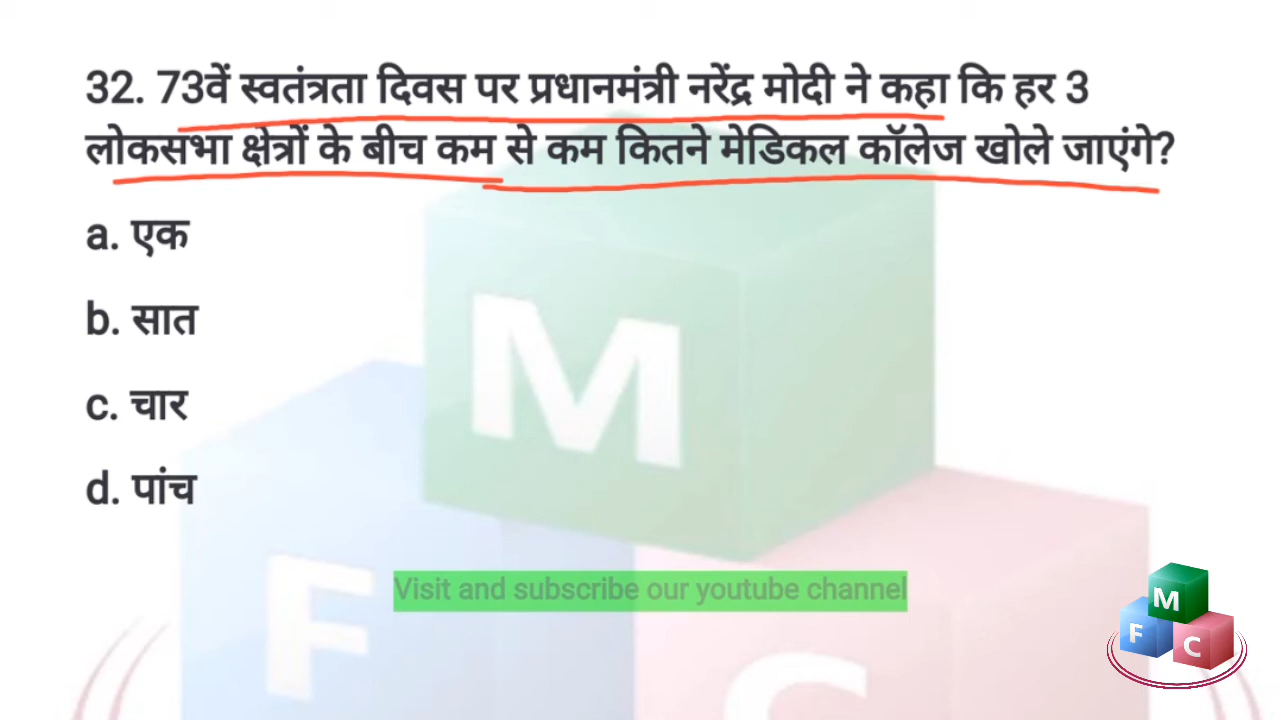 32. 73वें स्वतंत्रता दिवस पर प्रधानमंत्री नरेंद्र मोदी ने कहा कि हर 3
लोकसभा क्षेत्रों के बीच कम से कम कितने मेडिकल कॉलेज खोले जाएंगे?
a. एक
b. सात
c. चार
d. पांच
M
F
C
Visit and subscribe our youtube channel
M
F
C